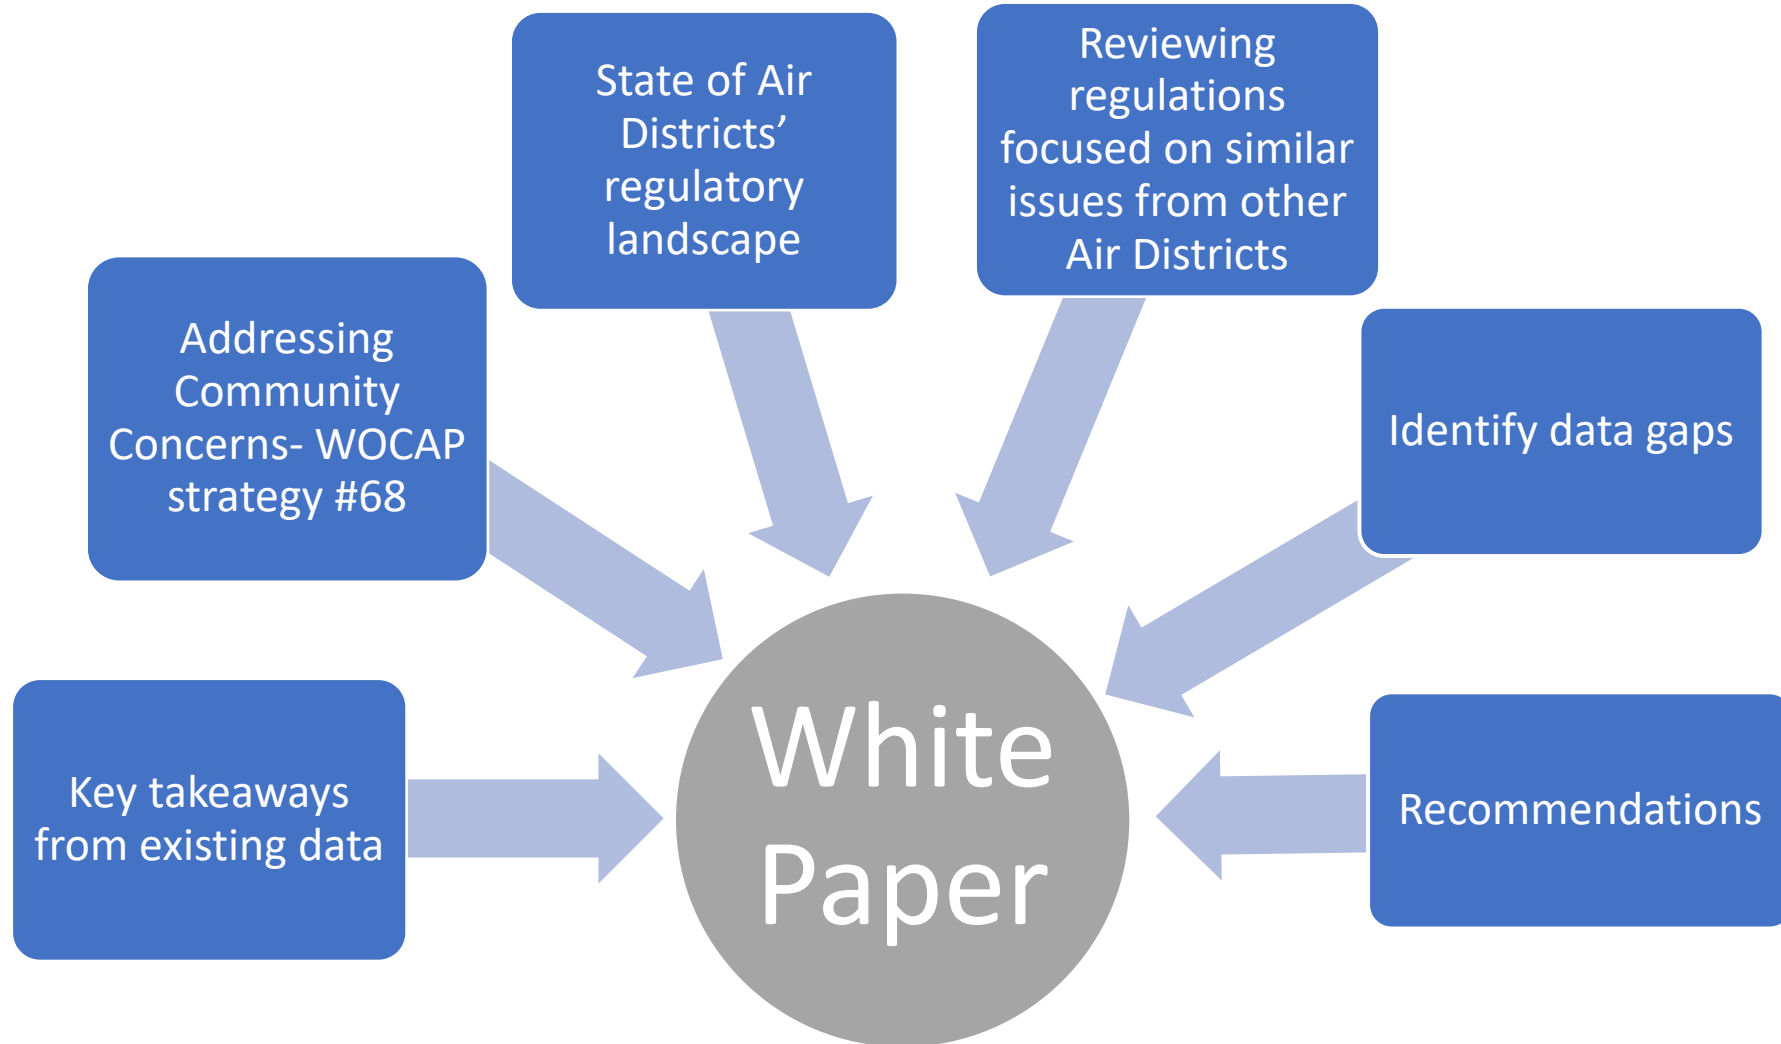 Key takeaways
from existing data
Addressing
Community
Concerns- WOCAP
strategy #68
State of Air
Districts’
regulatory
landscape
Reviewing
regulations
focused on similar
issues from other
Air Districts
Identify data gaps
Recommendations
White
Paper